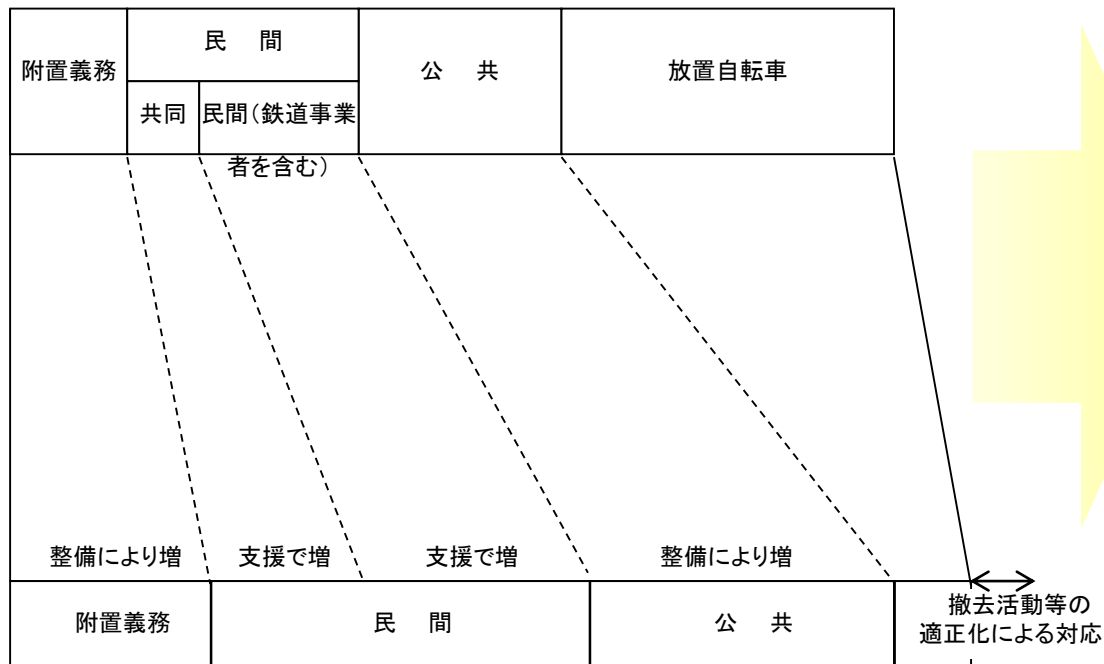 民　間
附置義務
公　共
放置自転車
共同
民間（鉄道事業
者を含む）
整備により増
支援で増
支援で増
整備により増
附置義務
民　間
公　共
撤去活動等の
適正化による対応